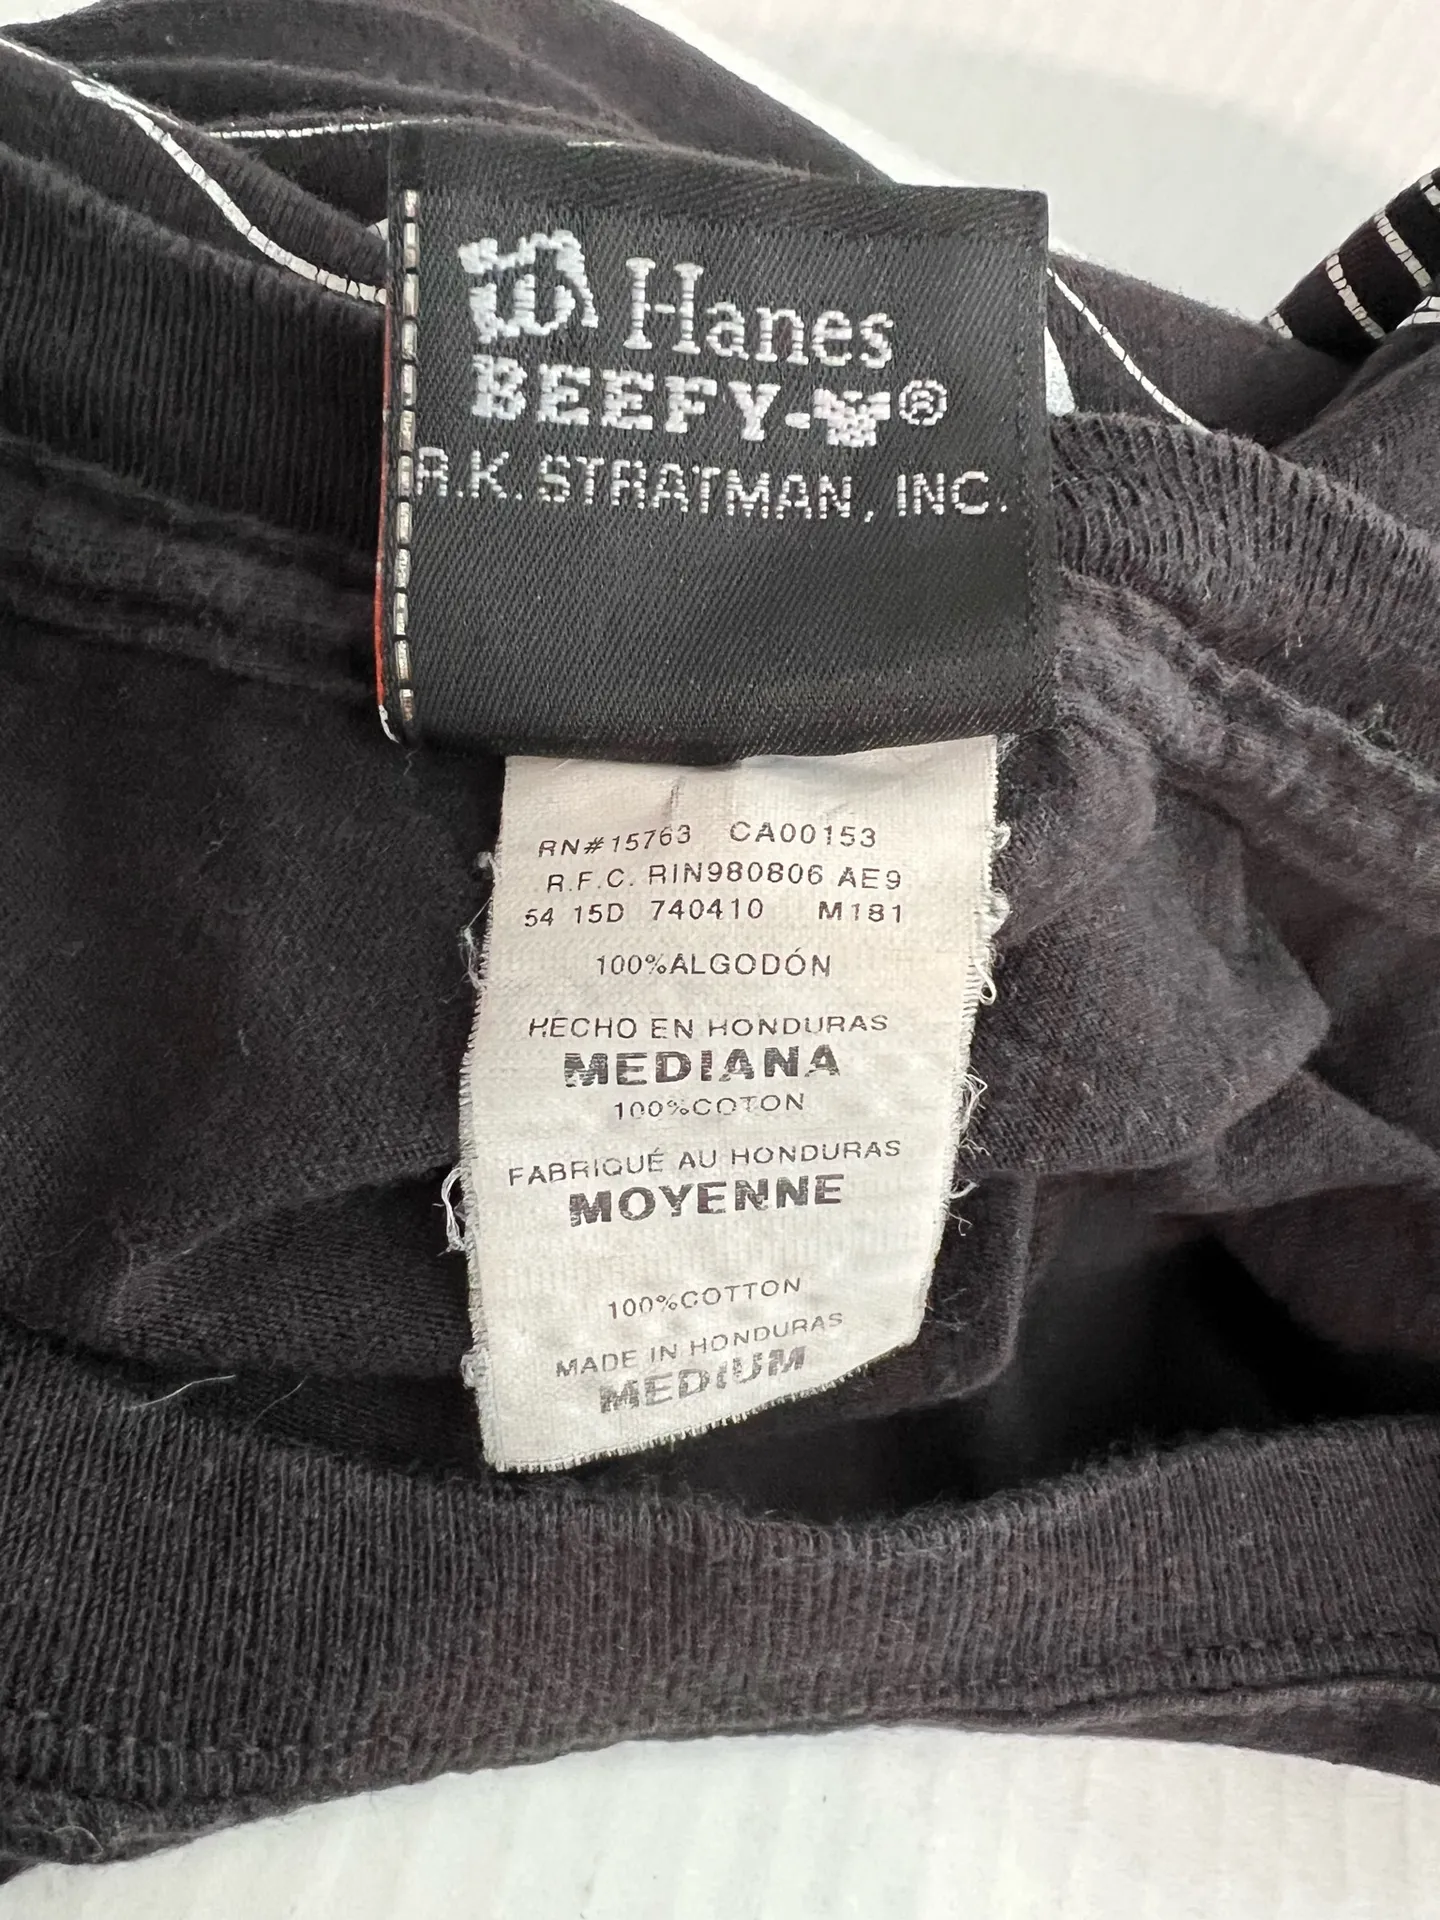 Hanes
BEEFY-T®
R.K. STRATMAN, INC.
RN#15763 CA00153
R.F.C. RIN980806 AE9
54 15D 740410 M181
100%ALGODÓN
HECHO EN HONDURAS
MEDIANA
100%COTON
FABRIQUÉ AU HONDURAS
MOYENNE
100%COTTON
MADE IN HONDURAS
MEDIUM